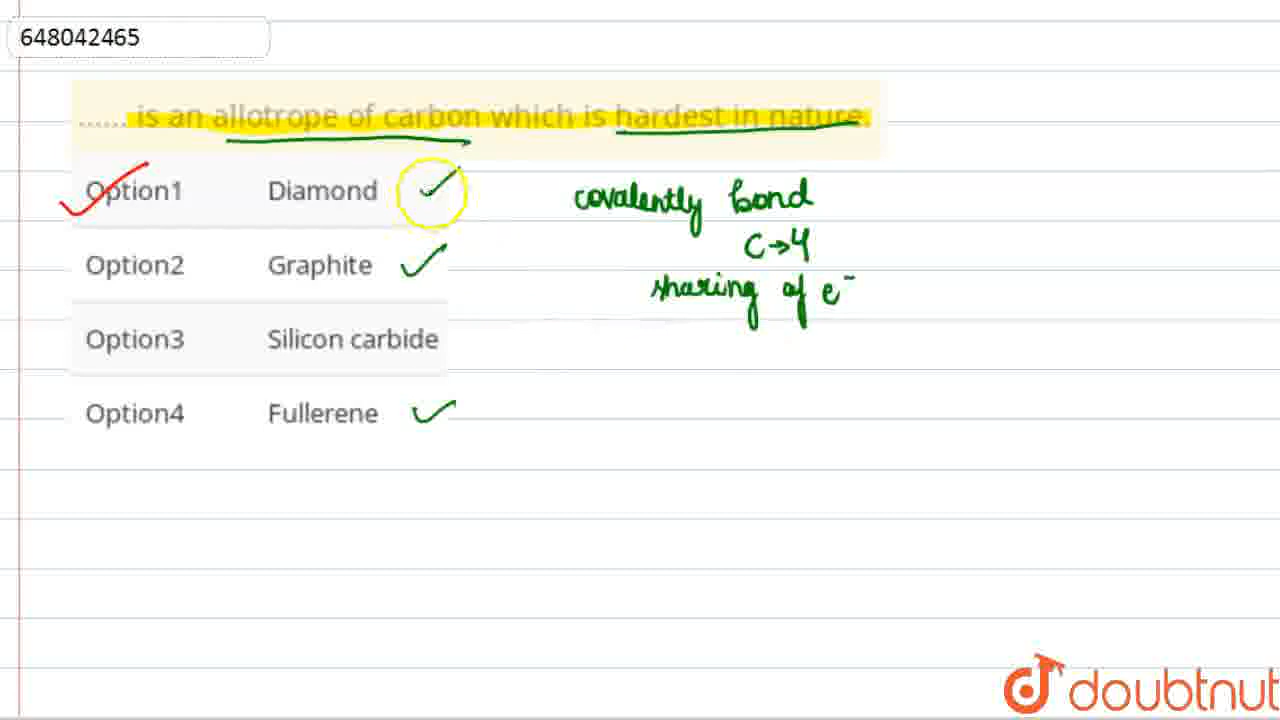 648042465
...... is an allotrope of carbon which is hardest in nature.
Option1 Diamond
Option2 Graphite
Option3 Silicon carbide
Option4 Fullerene
covalently bond
C→4
sharing of e⁻
doubtnut